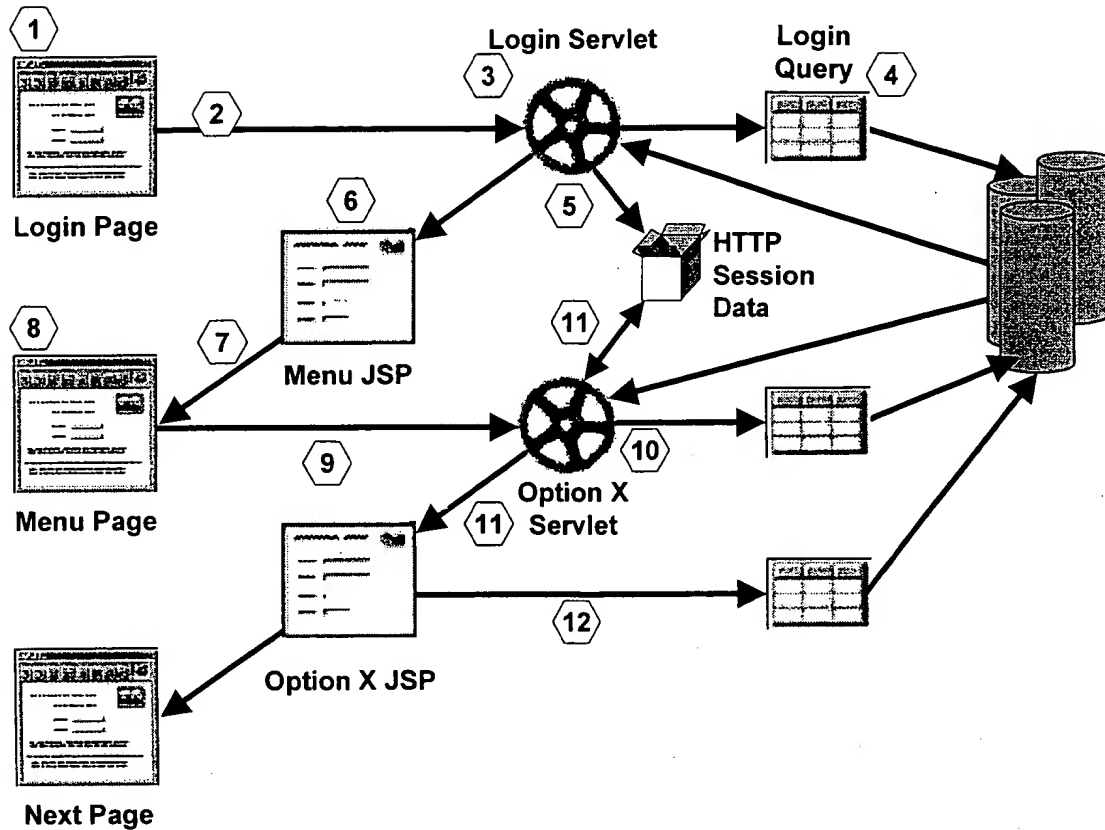 1
Login Servlet
Login
Query
3
4
2
Login Page
6
5
HTTP
Session
Data
8
7
11
Menu JSP
9
10
Menu Page
Option X
Servlet
11
12
Option X JSP
Next Page